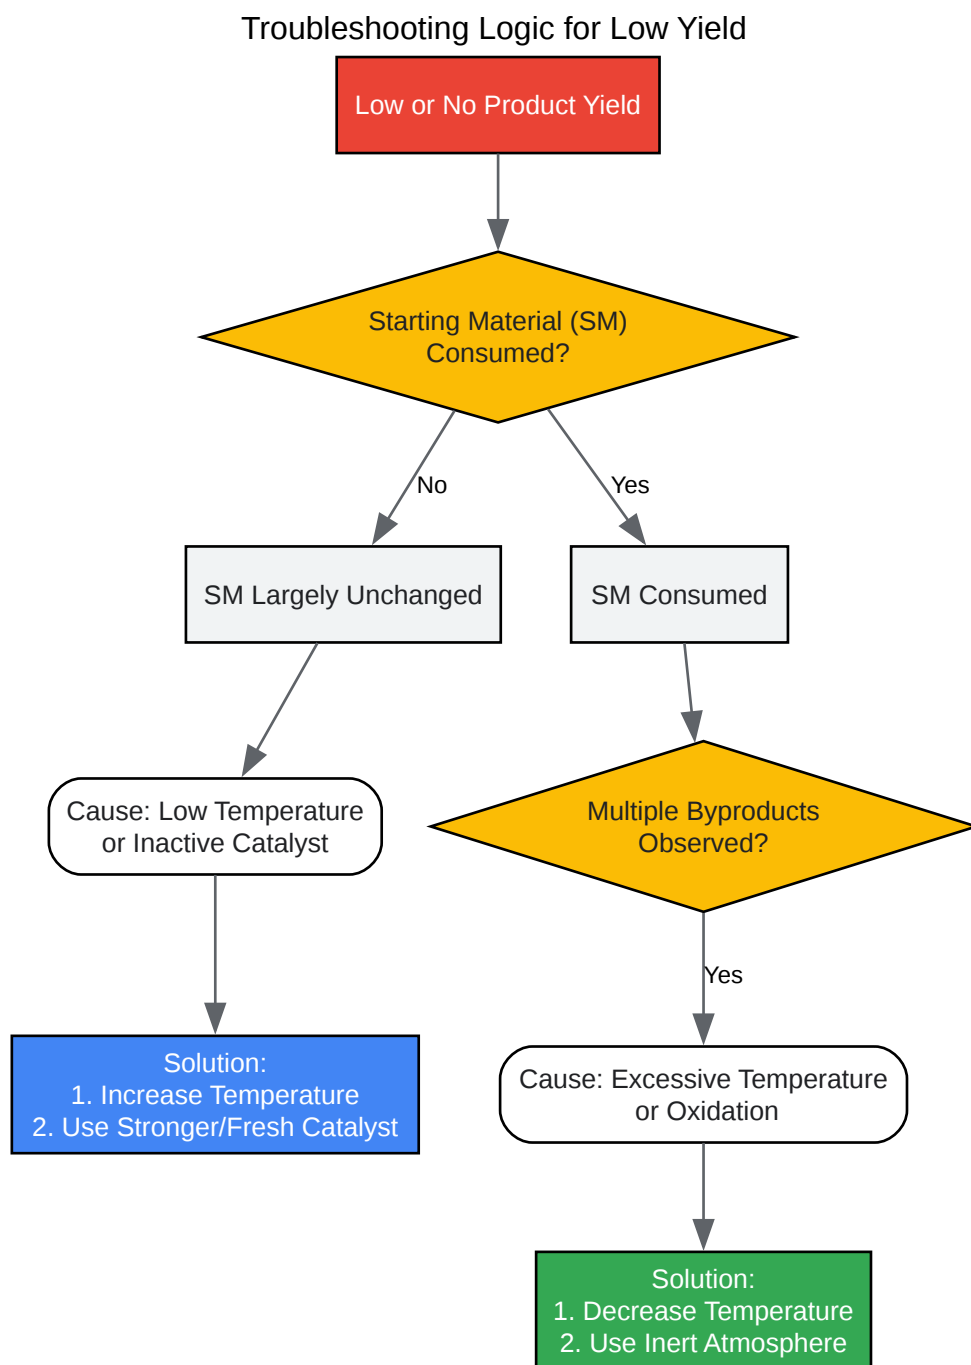 Troubleshooting Logic for Low Yield
Low or No Product Yield
Starting Material (SM)
Consumed?
No
Yes
SM Largely Unchanged
SM Consumed
Cause: Low Temperature
or Inactive Catalyst
Multiple Byproducts
Observed?
Yes
Solution:
1. Increase Temperature
2. Use Stronger/Fresh Catalyst
Cause: Excessive Temperature
or Oxidation
Solution:
1. Decrease Temperature
2. Use Inert Atmosphere